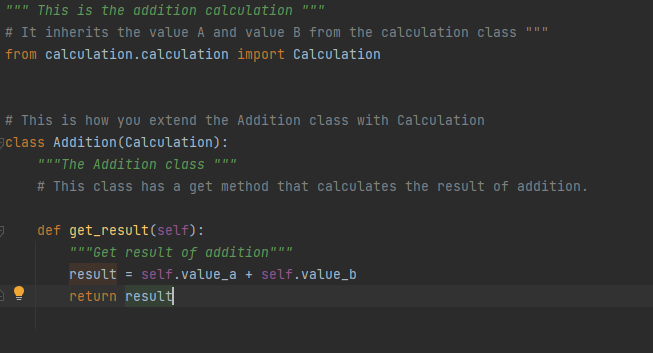 """ This is the addition calculation """
# It inherits the value A and value B from the calculation class """
from calculation.calculation import Calculation
# This is how you extend the Addition class with Calculation
class Addition(Calculation):
"""The Addition class """
# This class has a get method that calculates the result of addition.
def get_result(self):
"""Get result of addition"""
result = self.value_a + self.value_b
return result